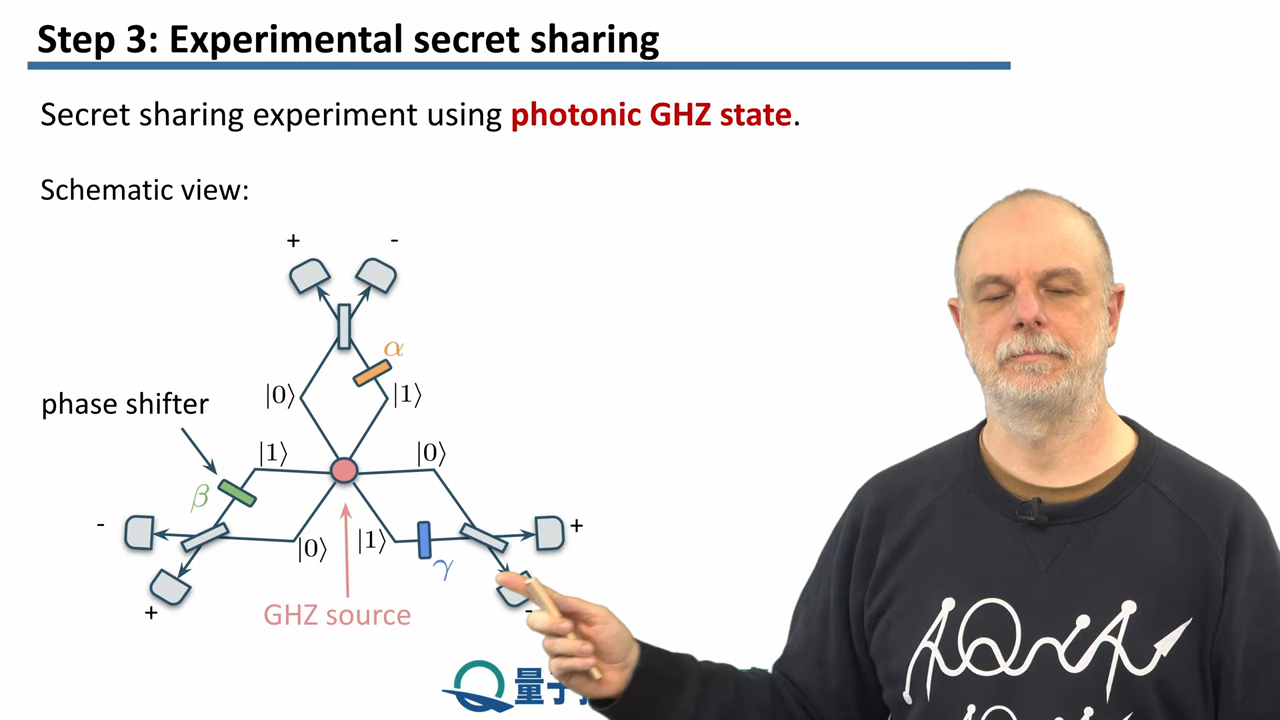 Step 3: Experimental secret sharing
Secret sharing experiment using photonic GHZ state.
Schematic view:
+ -
α
|0⟩ |1⟩
phase shifter
|1⟩ |0⟩
β
- +
|0⟩ |1⟩
γ
+ -
GHZ source
量子
AQUA